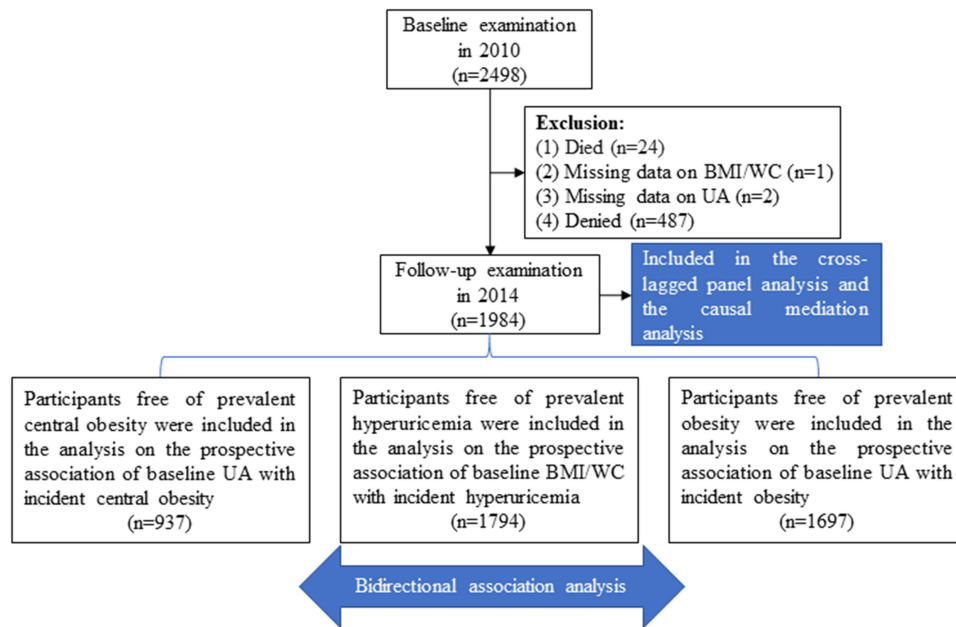 Baseline examination
in 2010
(n=2498)
Exclusion:
(1) Died (n=24)
(2) Missing data on BMI/WC (n=1)
(3) Missing data on UA (n=2)
(4) Denied (n=487)
Follow-up examination
in 2014
(n=1984)
Included in the cross-
lagged panel analysis and
the causal mediation
analysis
Participants free of prevalent
central obesity were included in
the analysis on the prospective
association of baseline UA with
incident central obesity
(n=937)
Participants free of prevalent
hyperuricemia were included in
the analysis on the prospective
association of baseline BMI/WC
with incident hyperuricemia
(n=1794)
Participants free of prevalent
obesity were included in the
analysis on the prospective
association of baseline UA with
incident obesity
(n=1697)
Bidirectional association analysis